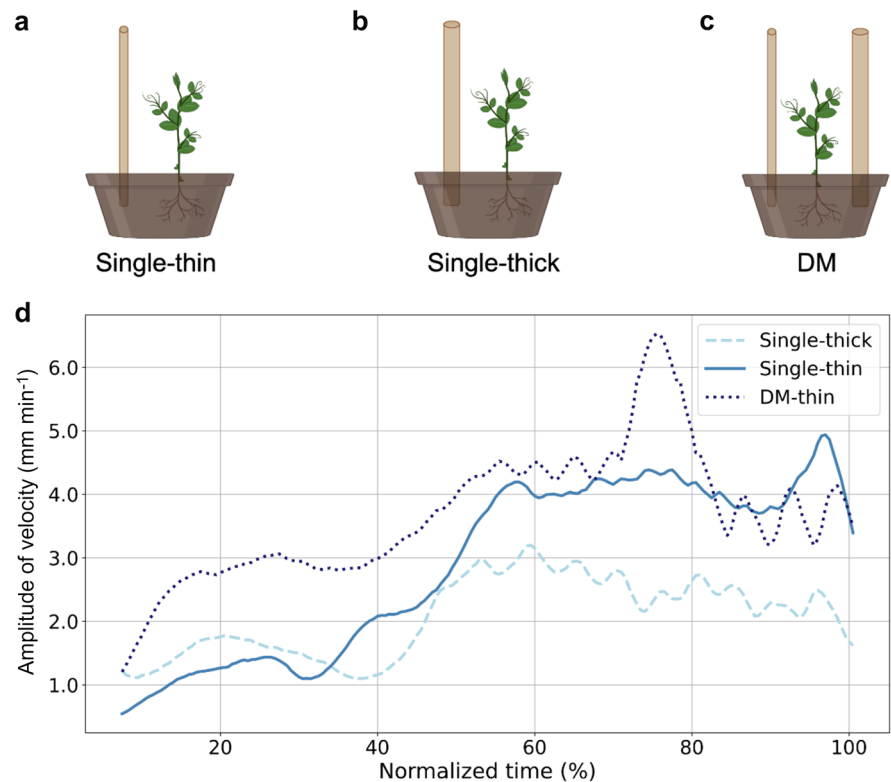 a
b
c
Single-thin
Single-thick
DM
d
Amplitude of velocity (mm min⁻¹)
6.0
5.0
4.0
3.0
2.0
1.0
Single-thick
Single-thin
DM-thin
20
40
60
80
100
Normalized time (%)